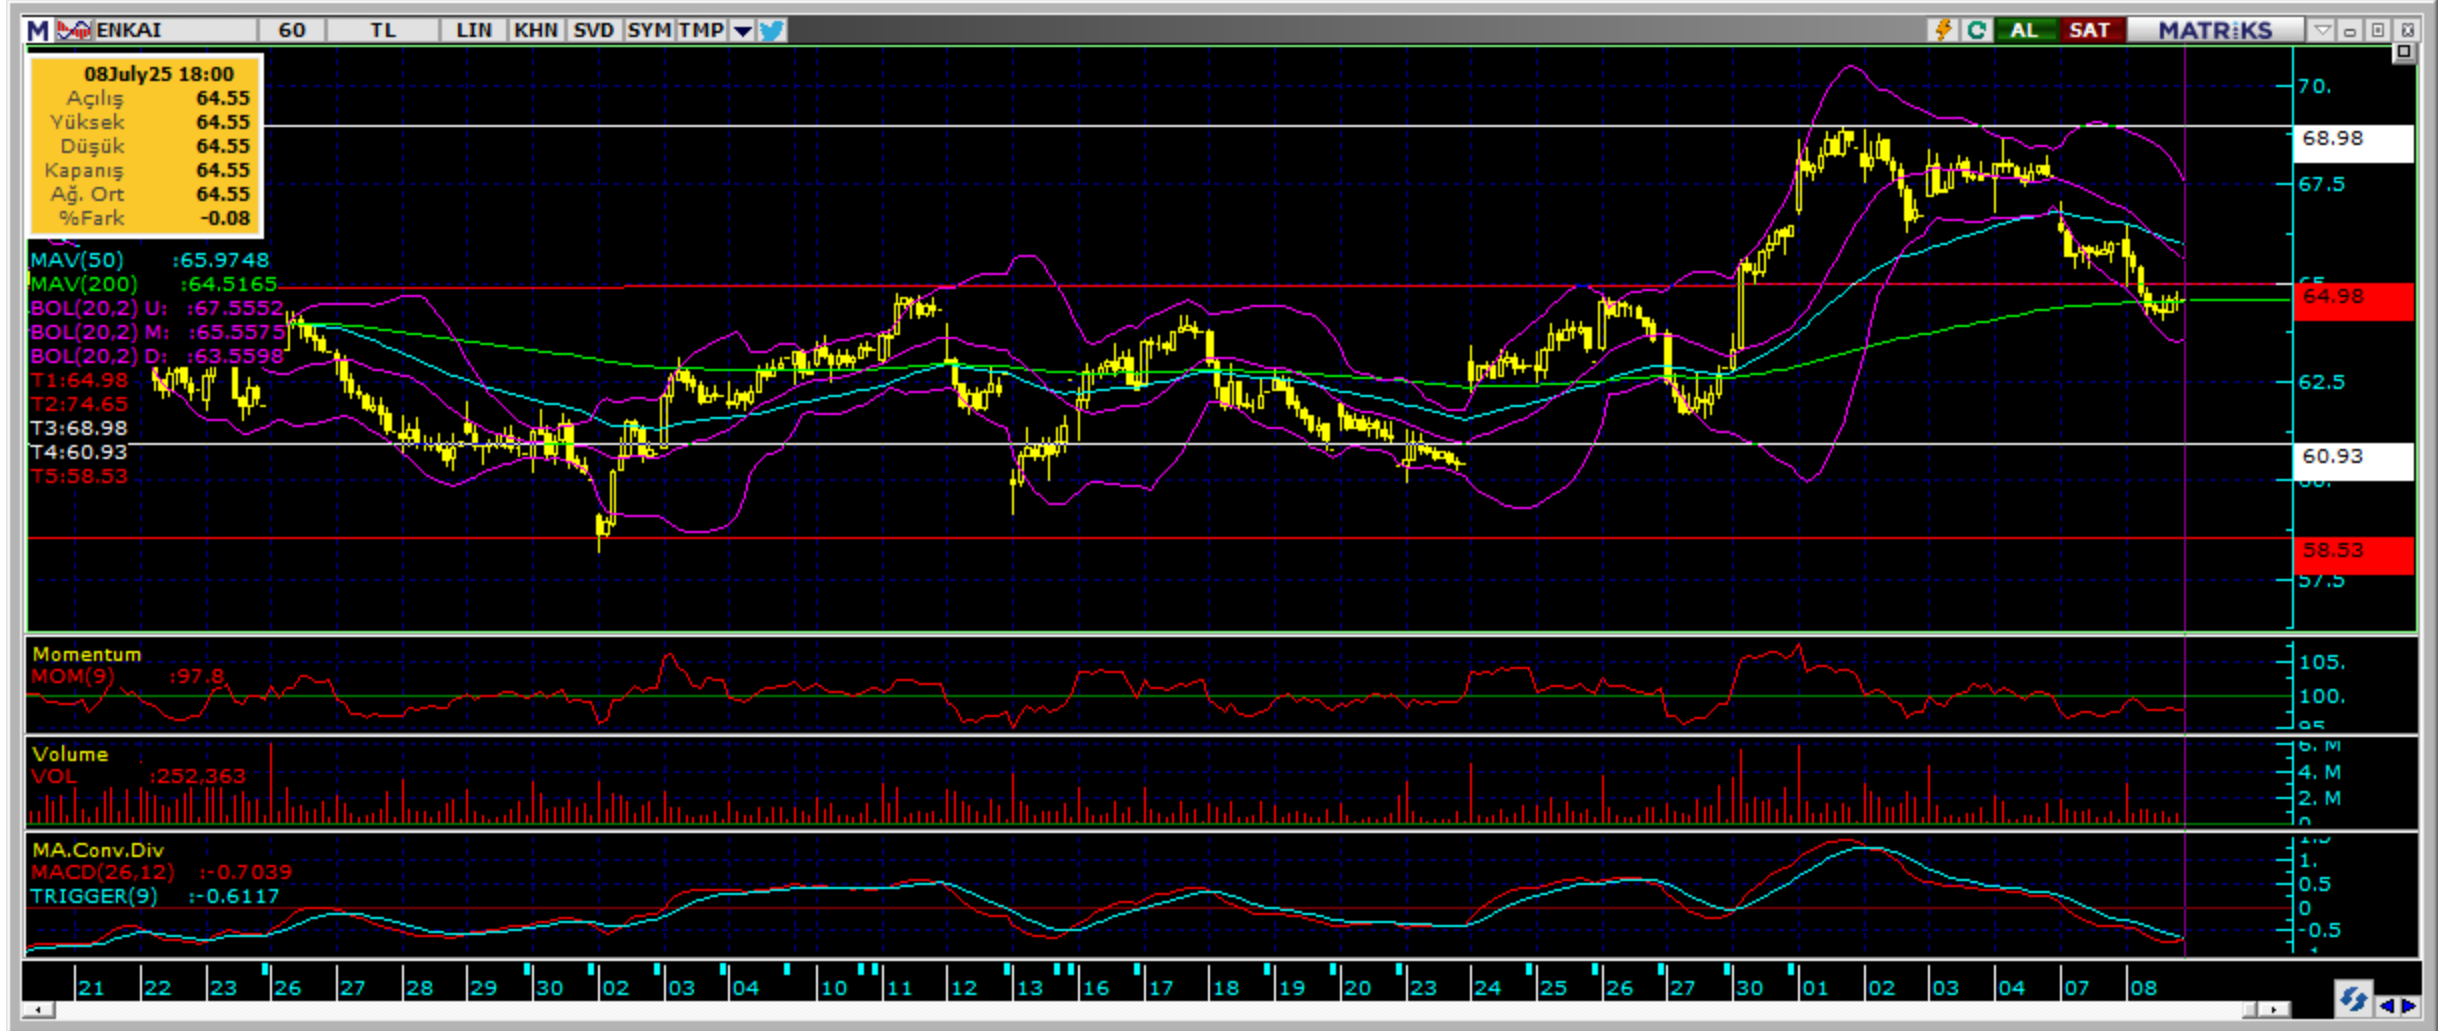 M ENKAI 60 TL LIN KHN SVD SYM TMP AL SAT MATRiKS
08July25 18:00
Açılış 64.55
Yüksek 64.55
Düşük 64.55
Kapanış 64.55
Ağ. Ort 64.55
%Fark -0.08
MAV(50) :65.9748
MAV(200) :64.5165
BOL(20,2) U: :67.5552
BOL(20,2) M: :65.5575
BOL(20,2) D: :63.5598
T1:64.98
T2:74.65
T3:68.98
T4:60.93
T5:58.53
70.
68.98
67.5
64.98
62.5
60.93
58.53
57.5
Momentum
MOM(9) :97.8
105.
100.
95
Volume
VOL :252,363
6. M
4. M
2. M
0
MA.Conv.Div
MACD(26,12) :-0.7039
TRIGGER(9) :-0.6117
1.
0.5
0
-0.5
21 22 23 26 27 28 29 30 02 03 04 10 11 12 13 16 17 18 19 20 23 24 25 26 27 30 01 02 03 04 07 08